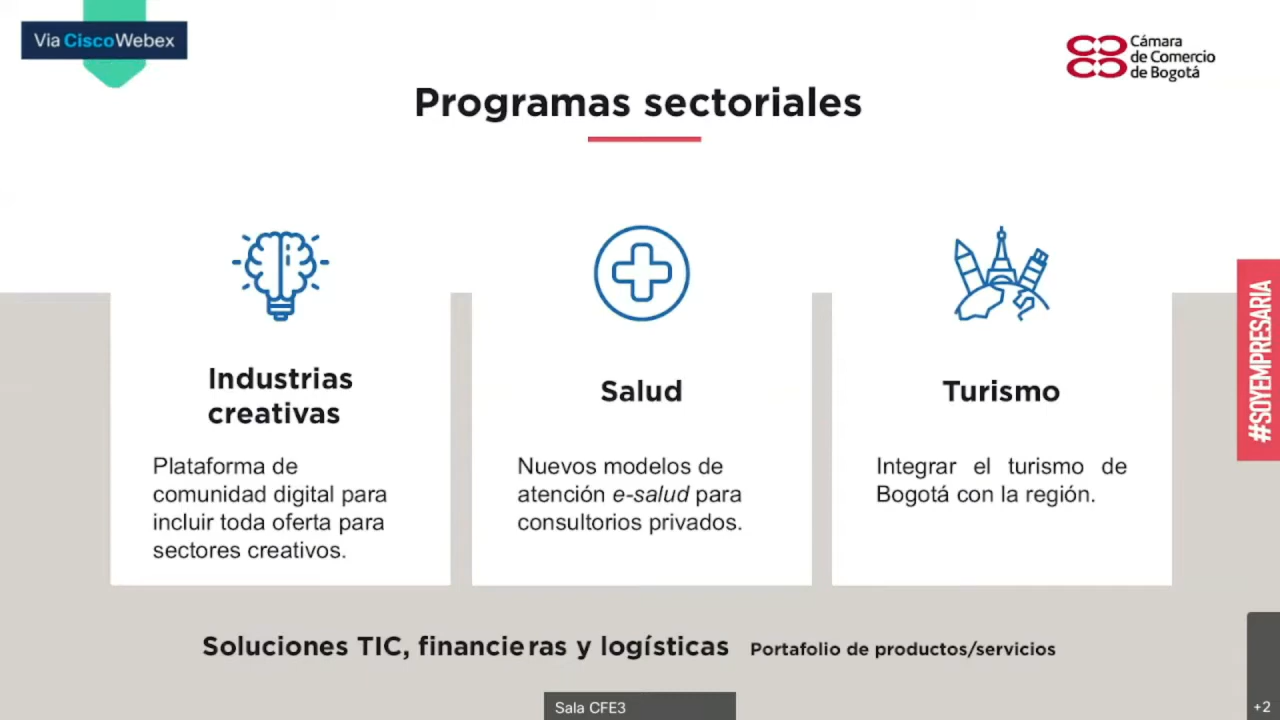 Via CiscoWebex
Cámara
de Comercio
de Bogotá
Programas sectoriales
#SOYEMPRESARIA
Industrias
creativas
Plataforma de
comunidad digital para
incluir toda oferta para
sectores creativos.
Salud
Nuevos modelos de
atención e-salud para
consultorios privados.
Turismo
Integrar el turismo de
Bogotá con la región.
Soluciones TIC, financieras y logísticas Portafolio de productos/servicios
Sala CFE3
+2